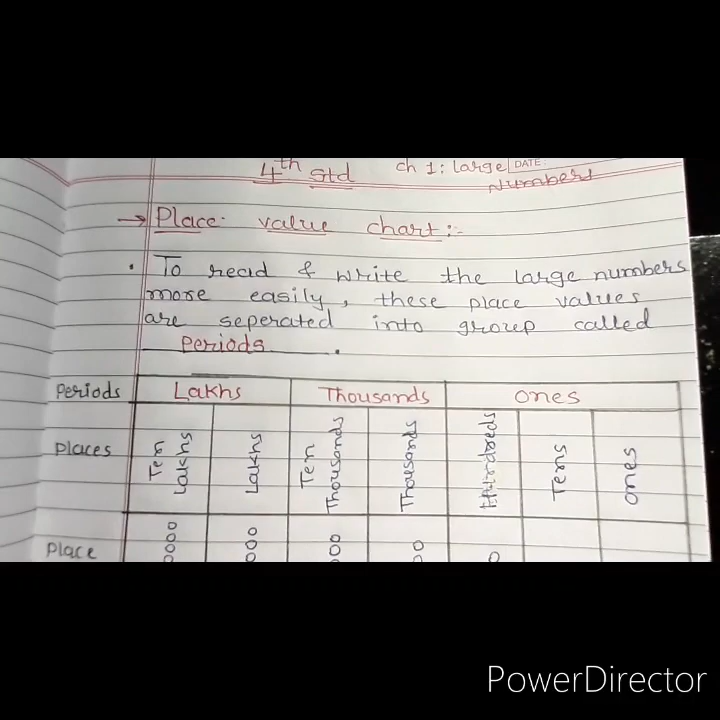 4th Std ch 1: large DATE:
Numbers
→ Place value chart :-
• To read & write the large numbers
more easily, these place values
are seperated into group called
Periods.
Periods Lakhs Thousands Ones
Places Ten Lakhs Lakhs Ten Thousands Thousands Hundreds Tens Ones
Place
PowerDirector